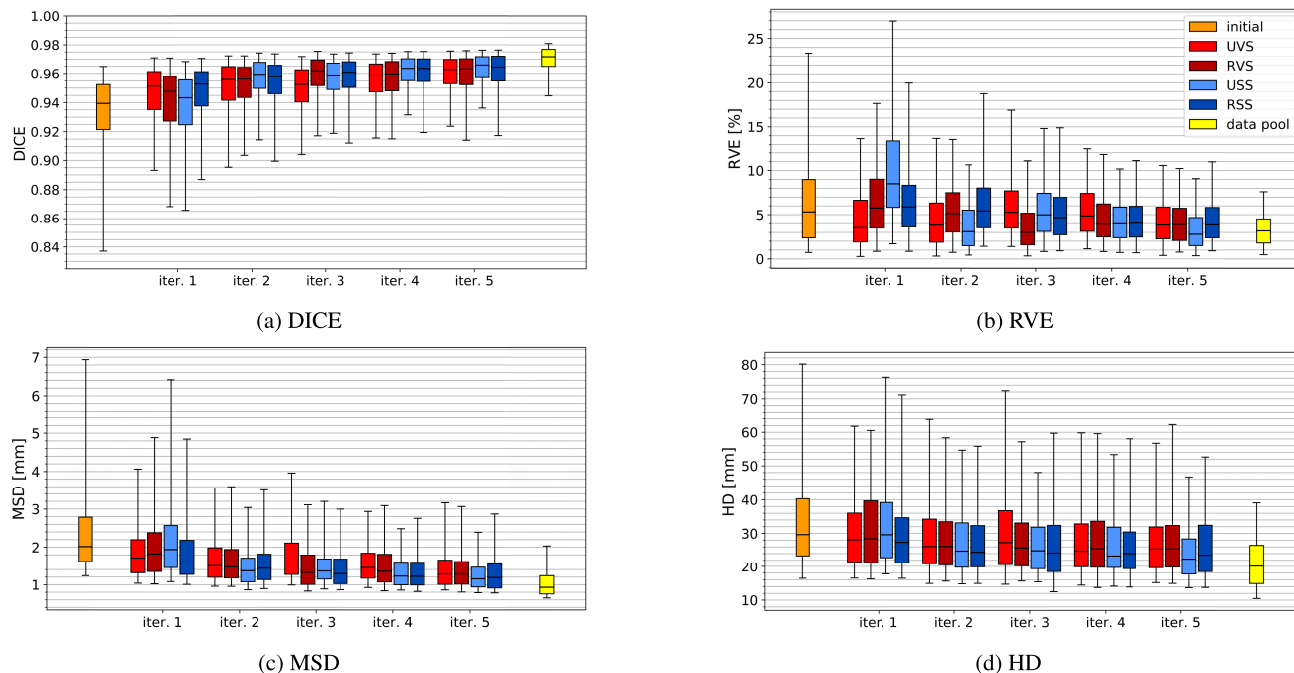 1.00
0.98
0.96
0.94
0.92
0.90
0.88
0.86
0.84
DICE
iter. 1 iter. 2 iter. 3 iter. 4 iter. 5
(a) DICE
25
20
15
10
5
0
RVE [%]
initial
UVS
RVS
USS
RSS
data pool
iter. 1 iter. 2 iter. 3 iter. 4 iter. 5
(b) RVE
7
6
5
4
3
2
1
MSD [mm]
iter. 1 iter. 2 iter. 3 iter. 4 iter. 5
(c) MSD
80
70
60
50
40
30
20
10
HD [mm]
iter. 1 iter. 2 iter. 3 iter. 4 iter. 5
(d) HD